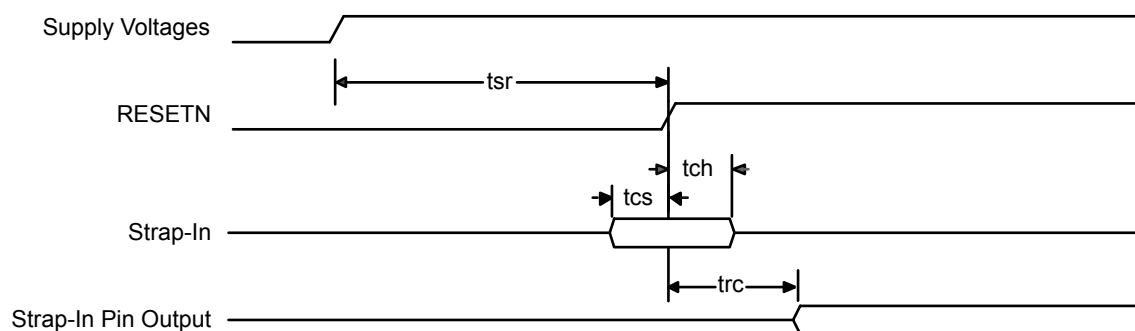 Supply Voltages
tsr
RESETN
tch
tcs
Strap-In
trc
Strap-In Pin Output